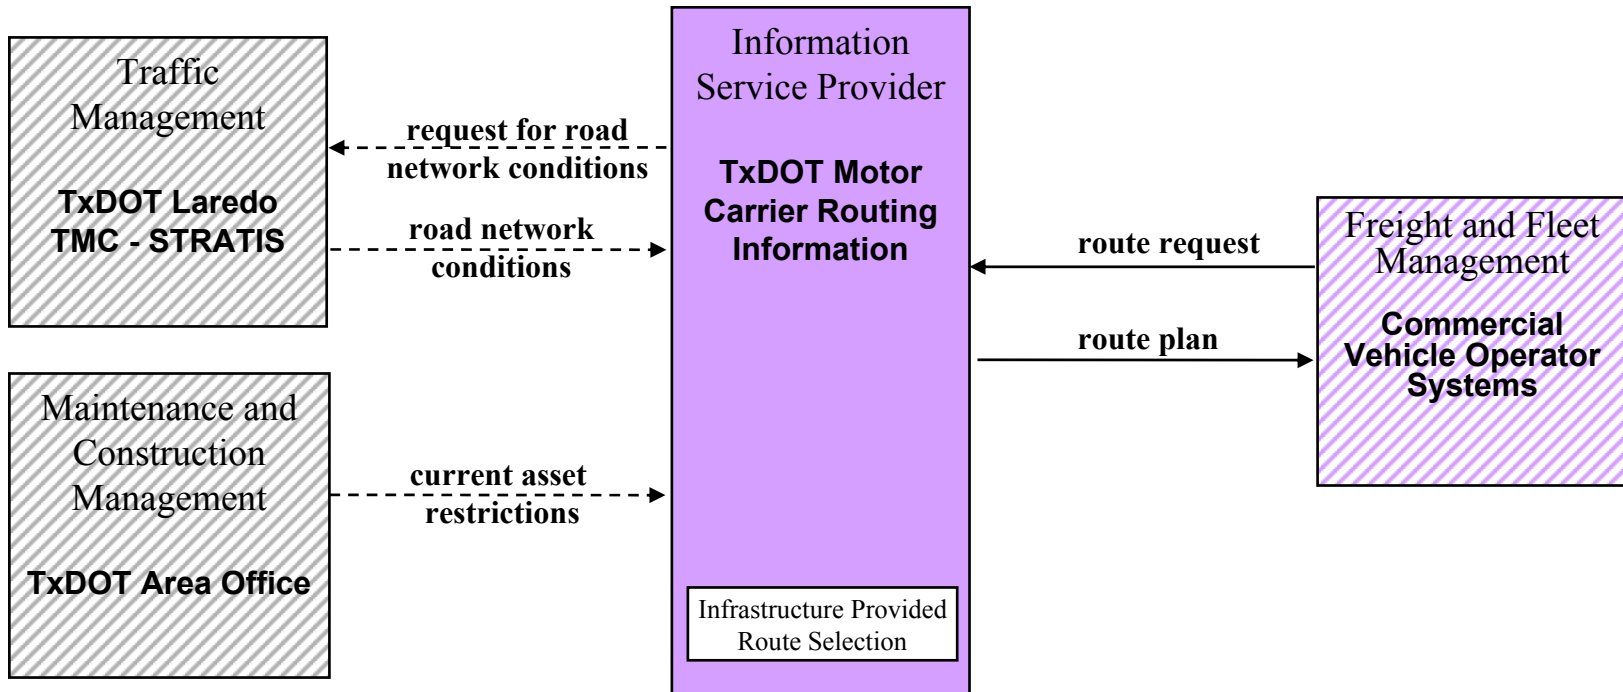 Traffic
Management
TxDOT Laredo
TMC - STRATIS
request for road
network conditions
road network
conditions
Maintenance and
Construction
Management
TxDOT Area Office
current asset
restrictions
Information
Service Provider
TxDOT Motor
Carrier Routing
Information
Infrastructure Provided
Route Selection
route request
route plan
Freight and Fleet
Management
Commercial
Vehicle Operator
Systems